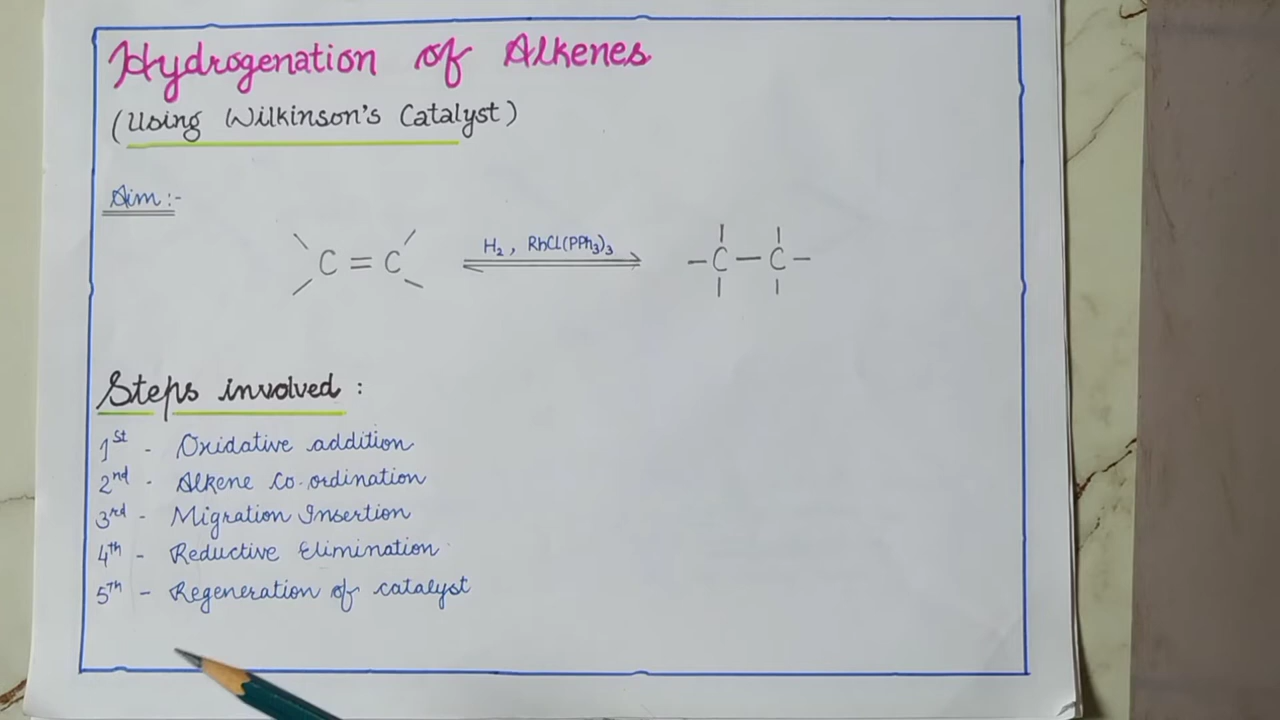 Hydrogenation of Alkenes
(Using Wilkinson's Catalyst)
Aim :-
C = C H₂ , RhCl(PPh₃)₃ - C - C -
Steps involved :
1st - Oxidative addition
2nd - Alkene Co-ordination
3rd - Migration Insertion
4th - Reductive Elimination
5th - Regeneration of catalyst